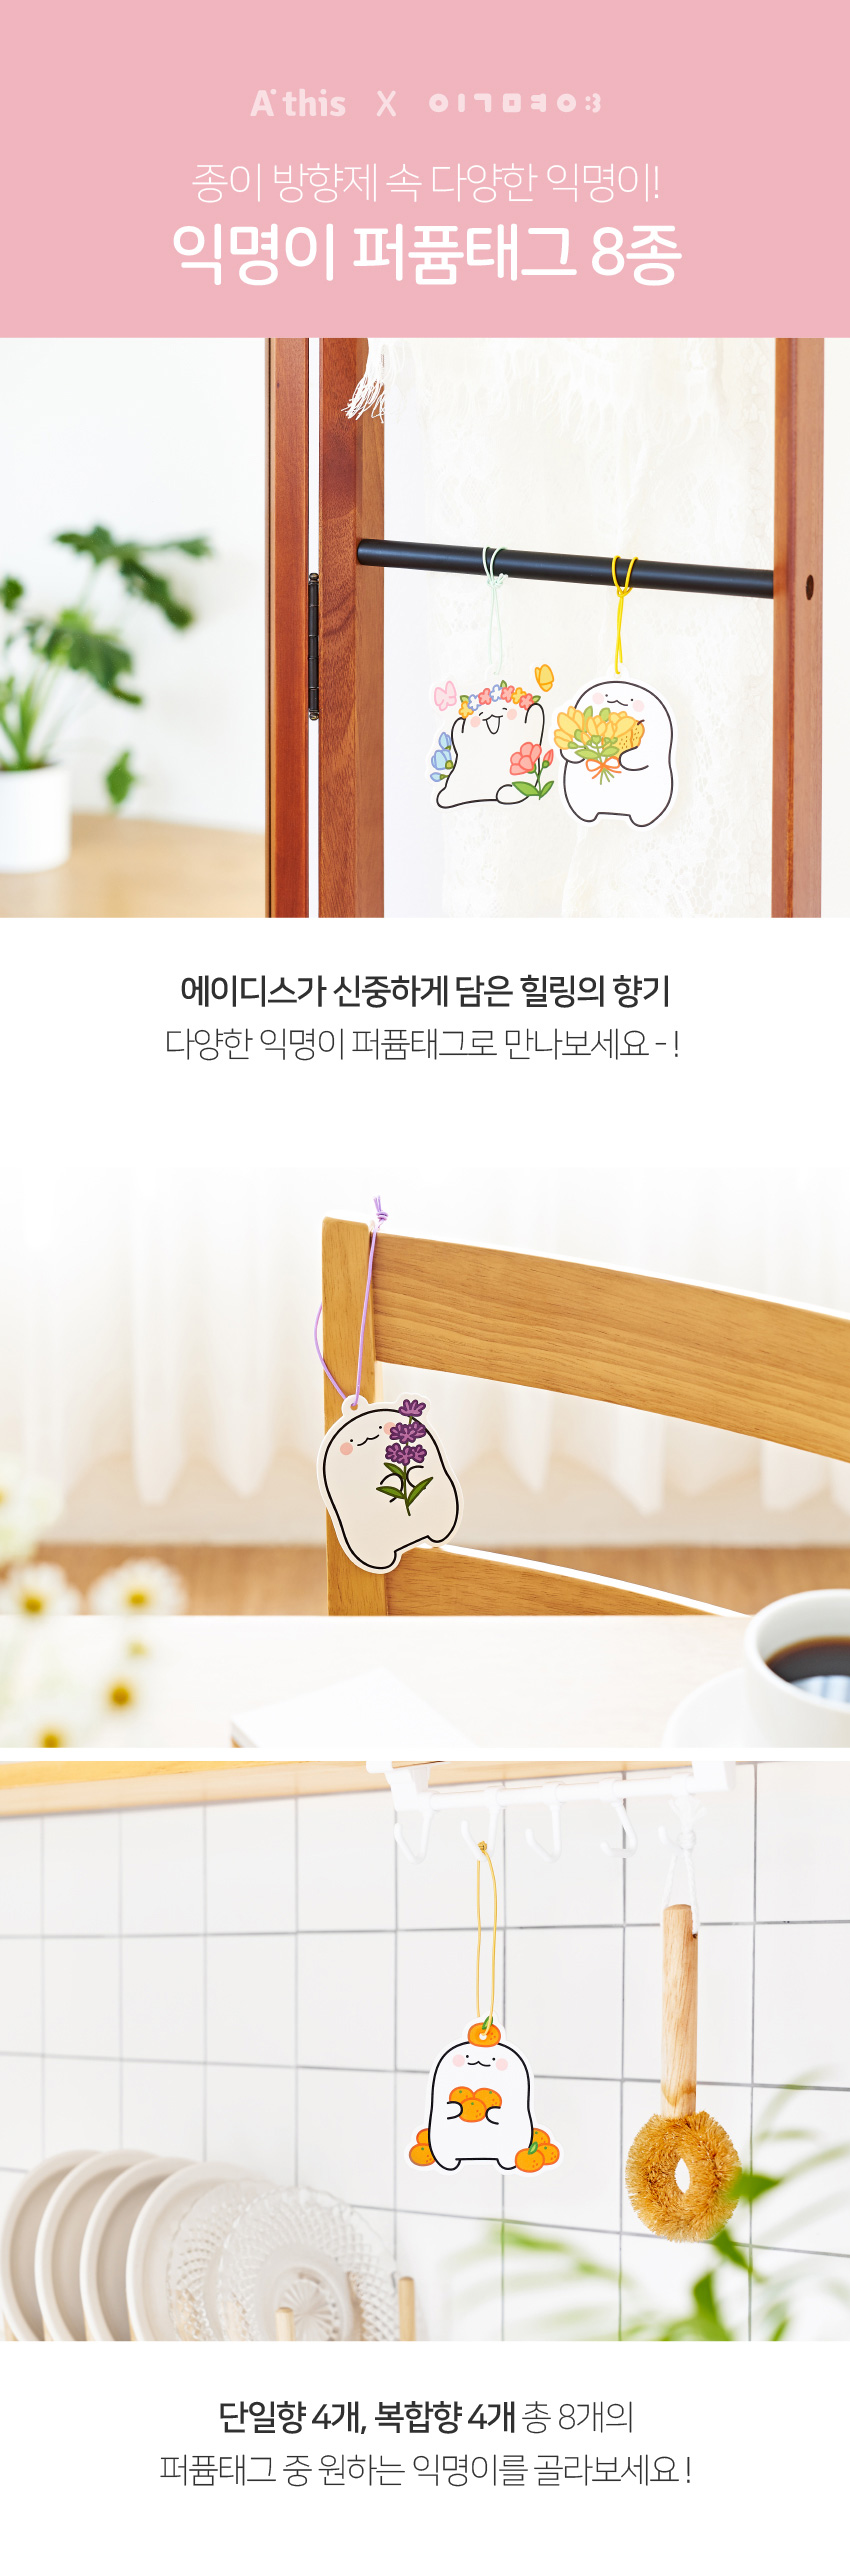 A'this X ㅇㅣㄱㅁㅕㅇ:3
종이 방향제 속 다양한 익명이!
익명이 퍼퓸태그 8종
에이디스가 신중하게 담은 힐링의 향기
다양한 익명이 퍼퓸태그로 만나보세요 - !
단일향 4개, 복합향 4개 총 8개의
퍼퓸태그 중 원하는 익명이를 골라보세요 !